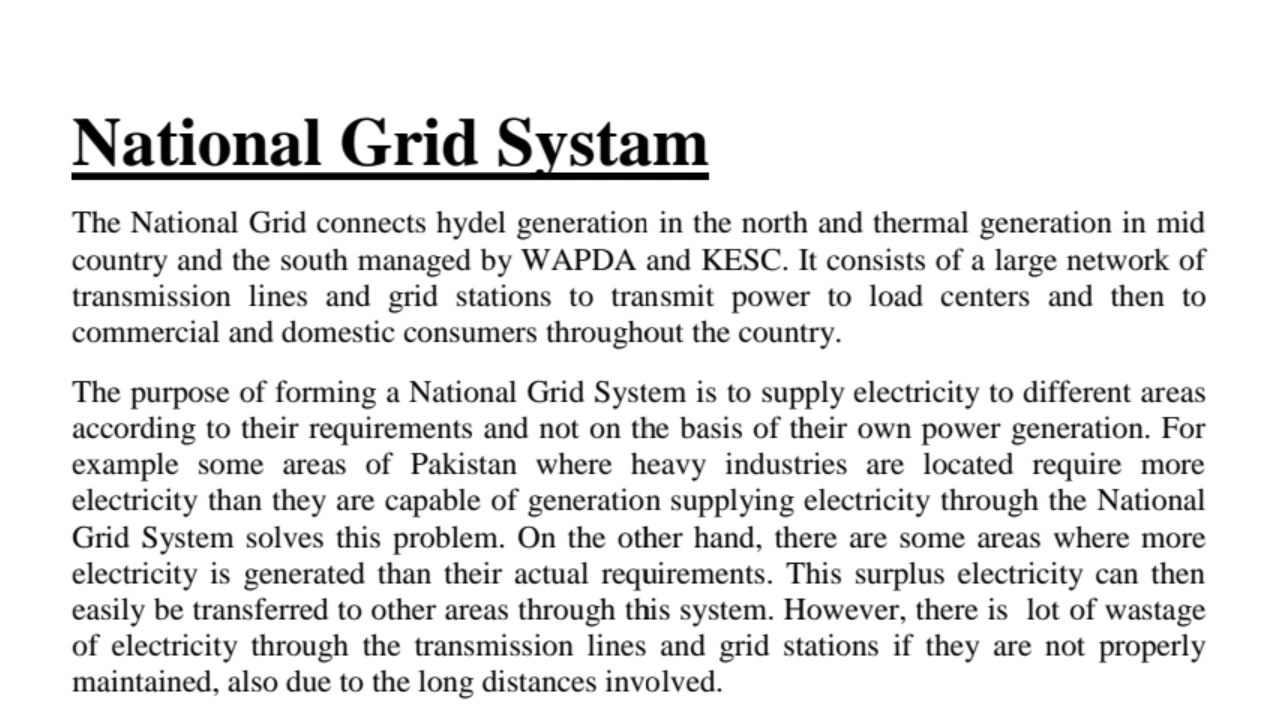 National Grid Systam
The National Grid connects hydel generation in the north and thermal generation in mid
country and the south managed by WAPDA and KESC. It consists of a large network of
transmission lines and grid stations to transmit power to load centers and then to
commercial and domestic consumers throughout the country.
The purpose of forming a National Grid System is to supply electricity to different areas
according to their requirements and not on the basis of their own power generation. For
example some areas of Pakistan where heavy industries are located require more
electricity than they are capable of generation supplying electricity through the National
Grid System solves this problem. On the other hand, there are some areas where more
electricity is generated than their actual requirements. This surplus electricity can then
easily be transferred to other areas through this system. However, there is  lot of wastage
of electricity through the transmission lines and grid stations if they are not properly
maintained, also due to the long distances involved.